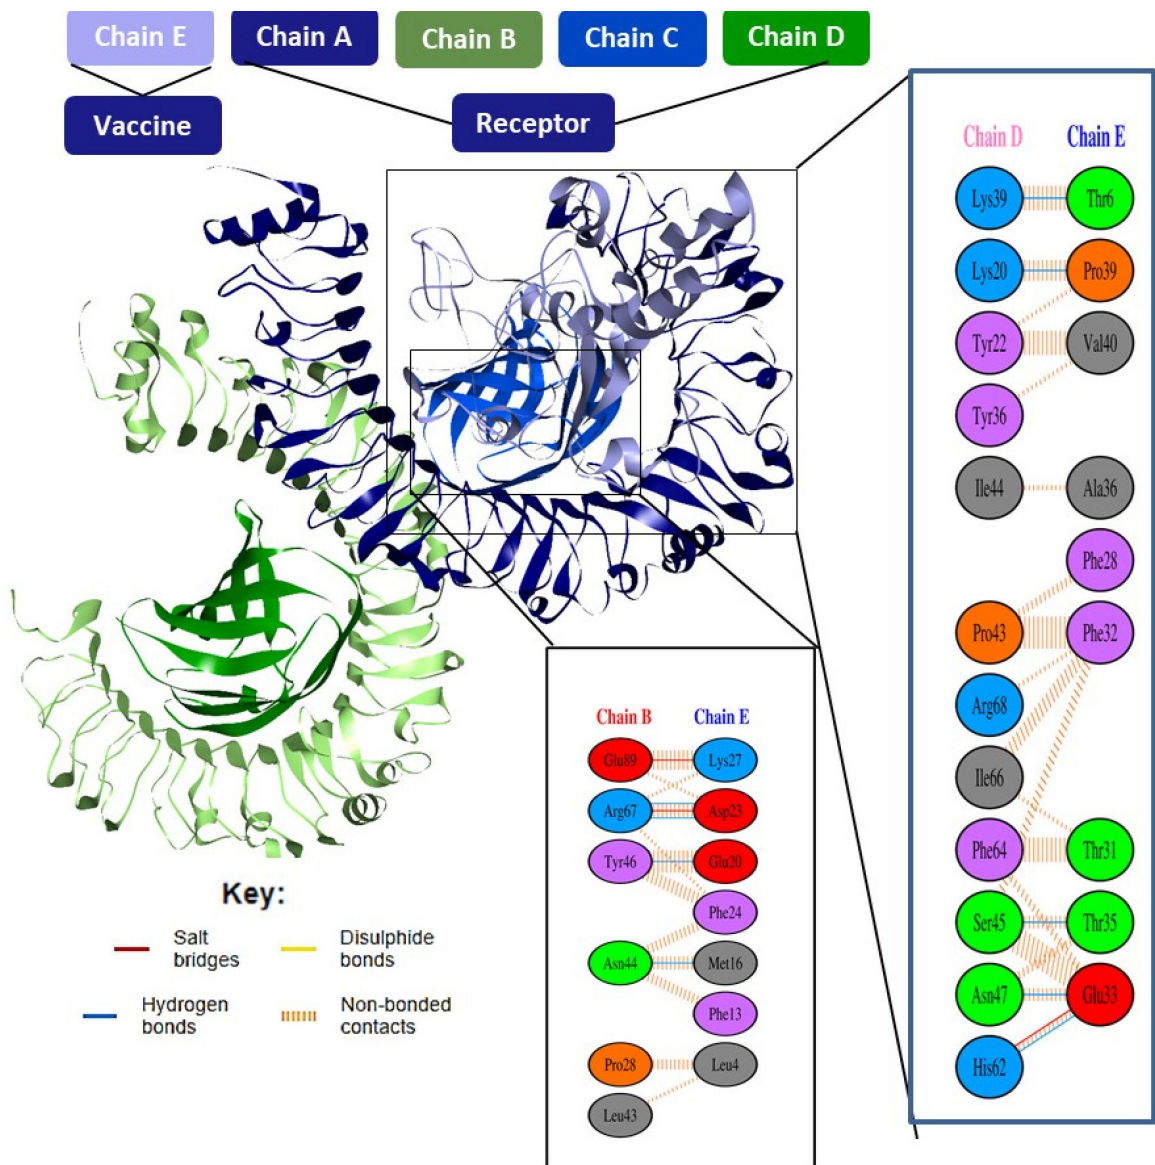 Chain E
Chain A
Chain B
Chain C
Chain D
Vaccine
Receptor
Chain D Chain E
Lys39 Thr6
Lys20 Pro39
Tyr22 Val40
Tyr36
Ile44 Ala36
Phe28
Pro43 Phe32
Arg68
Ile66
Phe64 Thr31
Ser45 Thr35
Asn47 Glu33
His62
Chain B Chain E
Glu89 Lys27
Arg67 Asp23
Tyr46 Glu20
Phe24
Asn44 Met16
Phe13
Pro28 Leu4
Leu43
Key:
Salt
bridges
Disulphide
bonds
Hydrogen
bonds
Non-bonded
contacts